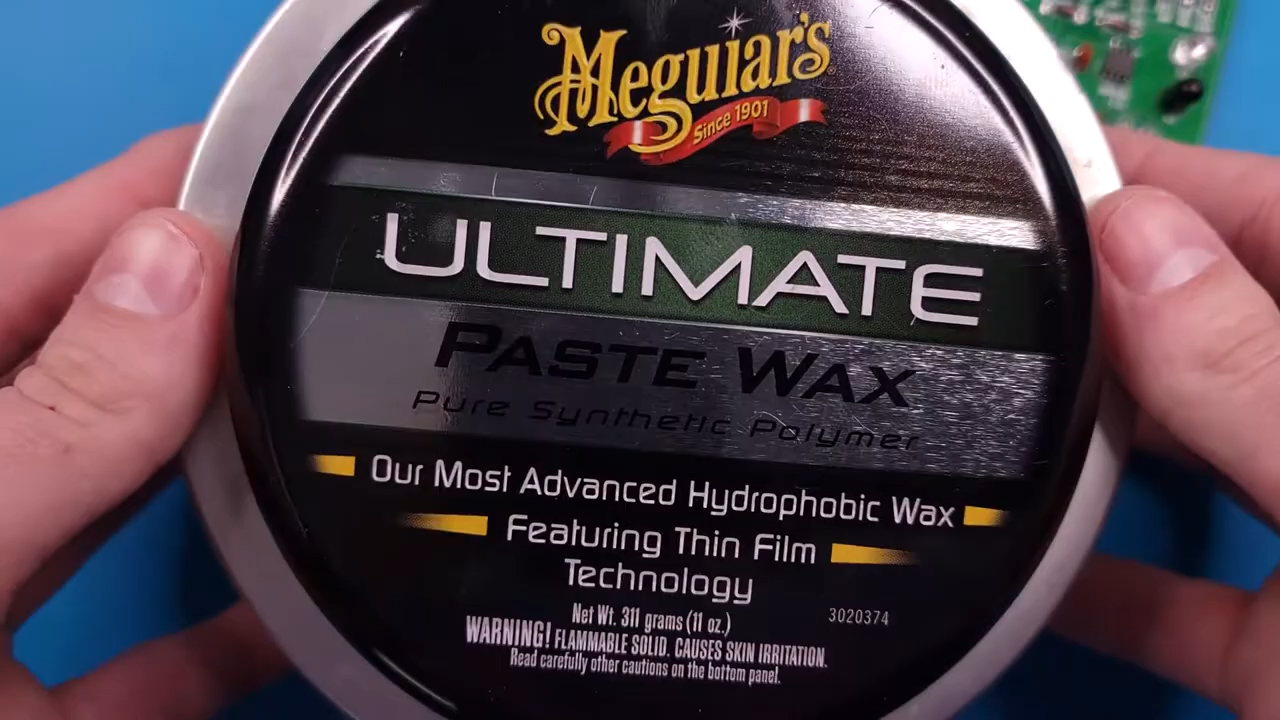 Meguiar's
Since 1901
ULTIMATE
PASTE WAX
Pure Synthetic Polymer
Our Most Advanced Hydrophobic Wax
Featuring Thin Film
Technology
Net Wt. 311 grams (11 oz.)
3020374
WARNING! FLAMMABLE SOLID. CAUSES SKIN IRRITATION.
Read carefully other cautions on the bottom panel.